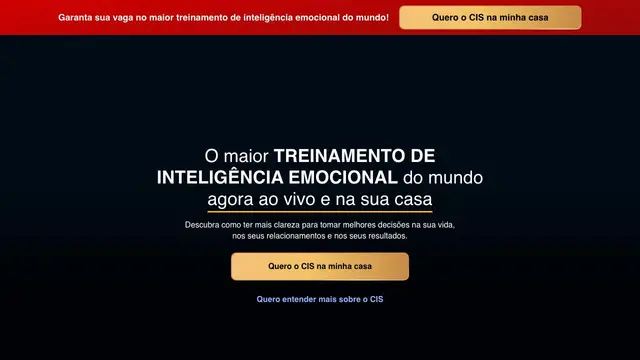 Garanta sua vaga no maior treinamento de inteligência emocional do mundo!
Quero o CIS na minha casa
O maior TREINAMENTO DE
INTELIGÊNCIA EMOCIONAL do mundo
agora ao vivo e na sua casa
Descubra como ter mais clareza para tomar melhores decisões na sua vida,
nos seus relacionamentos e nos seus resultados.
Quero o CIS na minha casa
Quero entender mais sobre o CIS